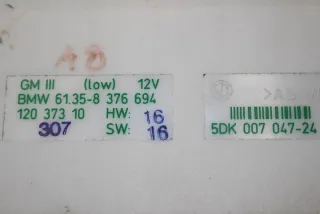 GM III (low) 12V
BMW 61.35-8 376 694
120 373 10 HW: 16
307 SW: 16
5DK 007 047-24